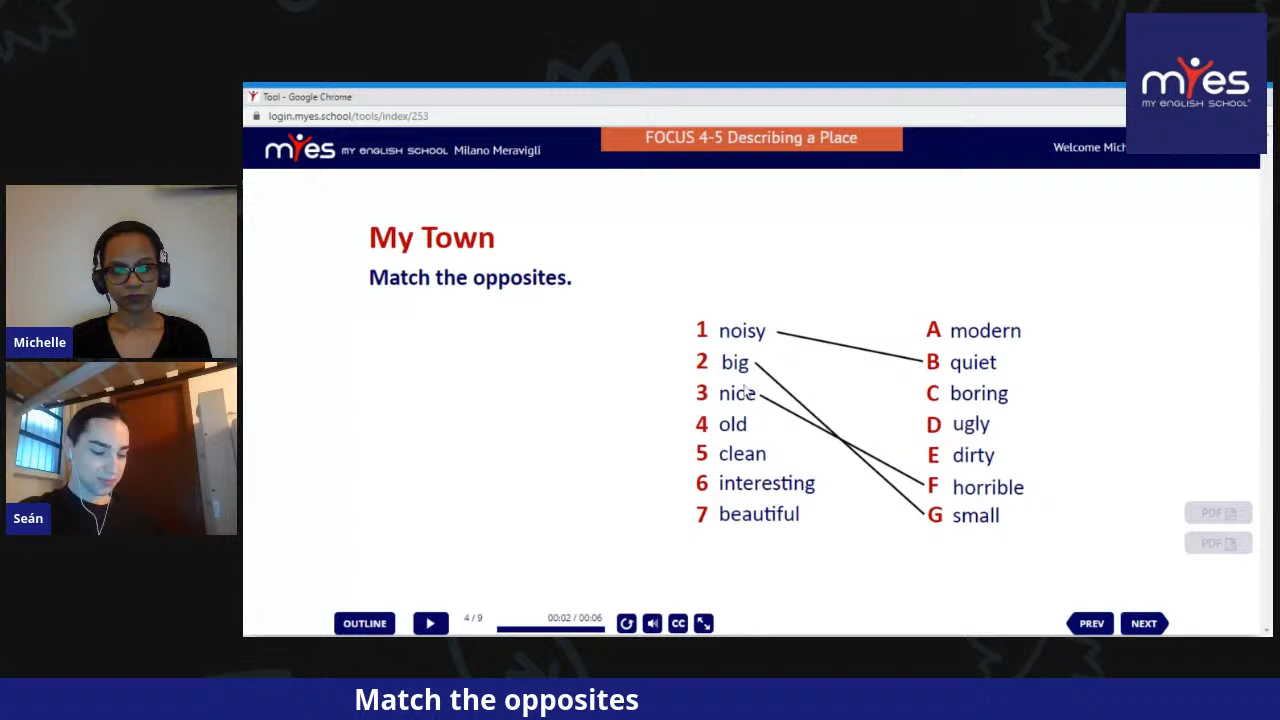 myes
MY ENGLISH SCHOOL
Tool - Google Chrome
login.myes.school/tools/index/253
myes MY ENGLISH SCHOOL Milano Meravigli
FOCUS 4-5 Describing a Place
Welcome Mich
My Town
Match the opposites.
1 noisy
2 big
3 nice
4 old
5 clean
6 interesting
7 beautiful
A modern
B quiet
C boring
D ugly
E dirty
F horrible
G small
Michelle
Seán
PDF
PDF
OUTLINE
4 / 9
00:02 / 00:06
CC
PREV
NEXT
Match the opposites